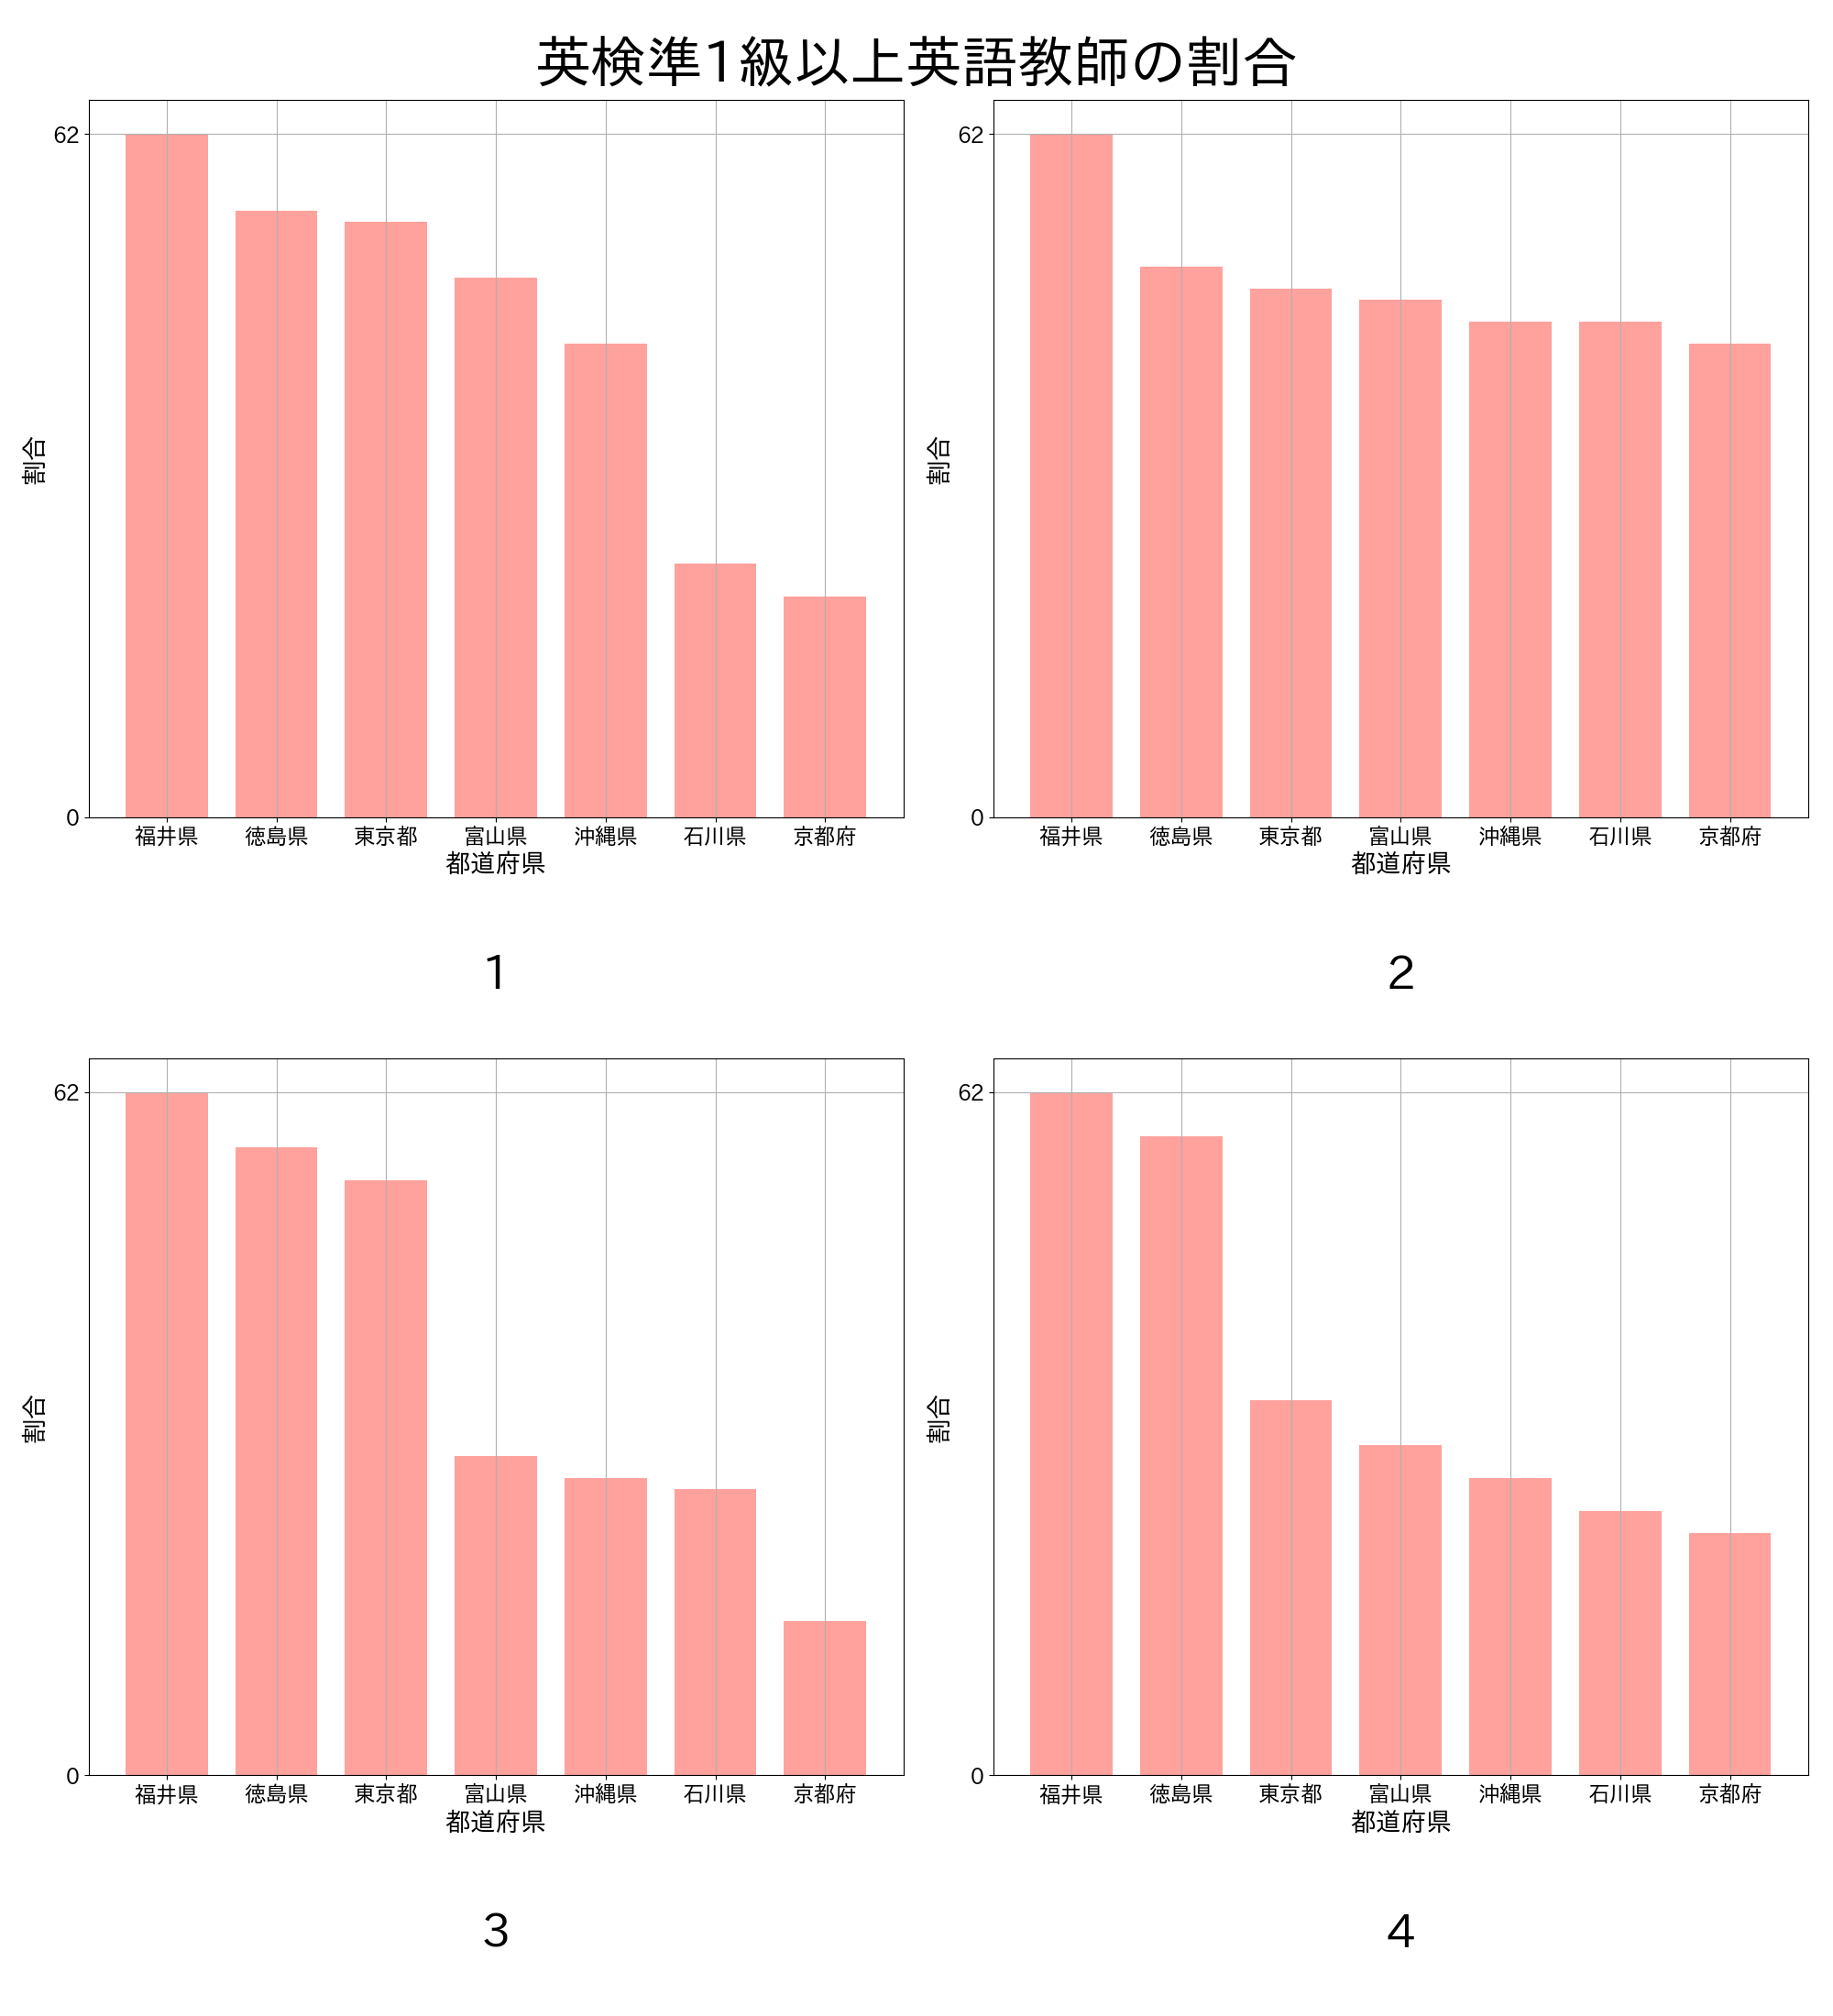 英検準1級以上英語教師の割合
62
0
割合
福井県 徳島県 東京都 富山県 沖縄県 石川県 京都府
都道府県
1
62
0
割合
福井県 徳島県 東京都 富山県 沖縄県 石川県 京都府
都道府県
2
62
0
割合
福井県 徳島県 東京都 富山県 沖縄県 石川県 京都府
都道府県
3
62
0
割合
福井県 徳島県 東京都 富山県 沖縄県 石川県 京都府
都道府県
4